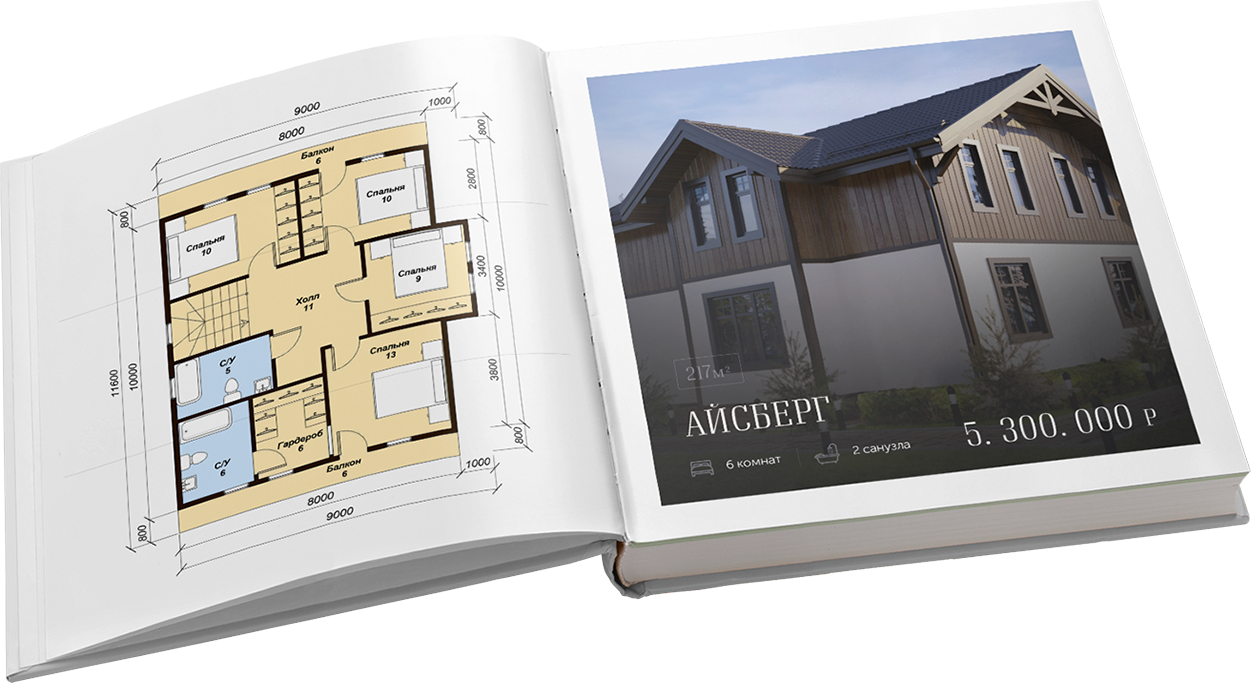 9000
1000
8000
800
Балкон
6
2800
Спальня
10
800
Спальня
10
Спальня
9
3400
10000
Холл
11
11600
10000
С/У
5
Спальня
13
3800
Гардероб
6
С/У
6
Балкон
6
800
1000
8000
9000
800
217м²
АЙСБЕРГ
5. 300. 000 Р
6 комнат
2 санузла